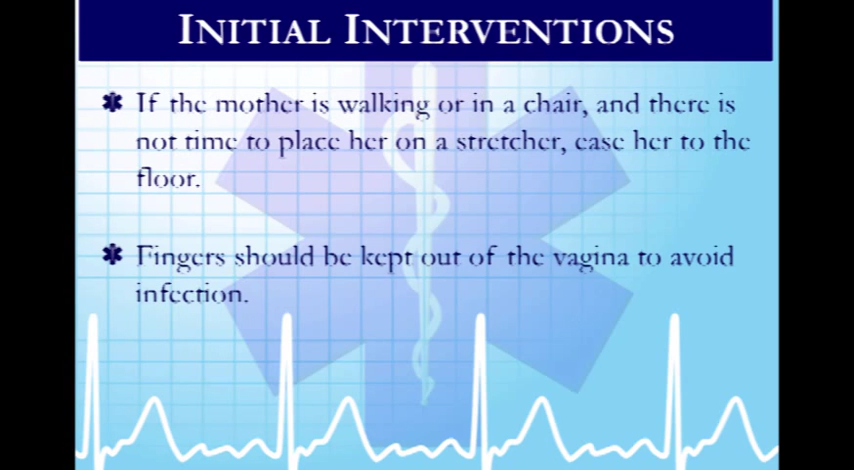 INITIAL INTERVENTIONS
If the mother is walking or in a chair, and there is
not time to place her on a stretcher, ease her to the
floor.
Fingers should be kept out of the vagina to avoid
infection.